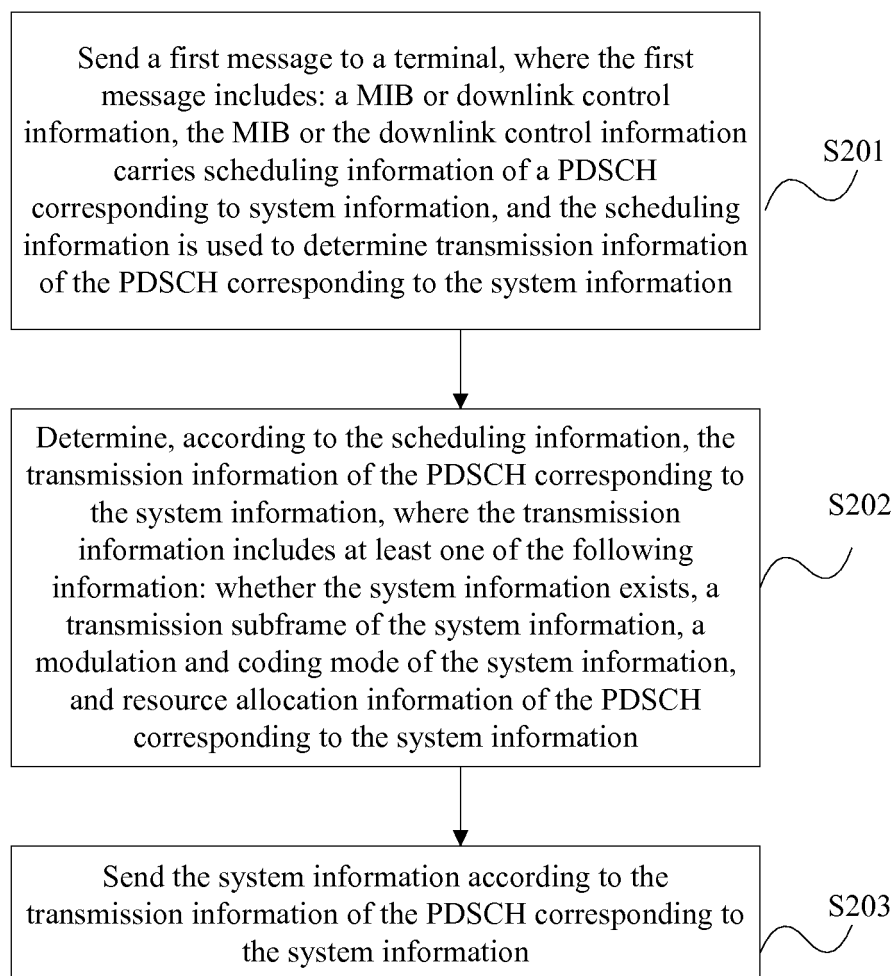 Send a first message to a terminal, where the first
message includes: a MIB or downlink control
information, the MIB or the downlink control information
carries scheduling information of a PDSCH
corresponding to system information, and the scheduling
information is used to determine transmission information
of the PDSCH corresponding to the system information
S201
Determine, according to the scheduling information, the
transmission information of the PDSCH corresponding to
the system information, where the transmission
information includes at least one of the following
information: whether the system information exists, a
transmission subframe of the system information, a
modulation and coding mode of the system information,
and resource allocation information of the PDSCH
corresponding to the system information
S202
Send the system information according to the
transmission information of the PDSCH corresponding to
the system information
S203